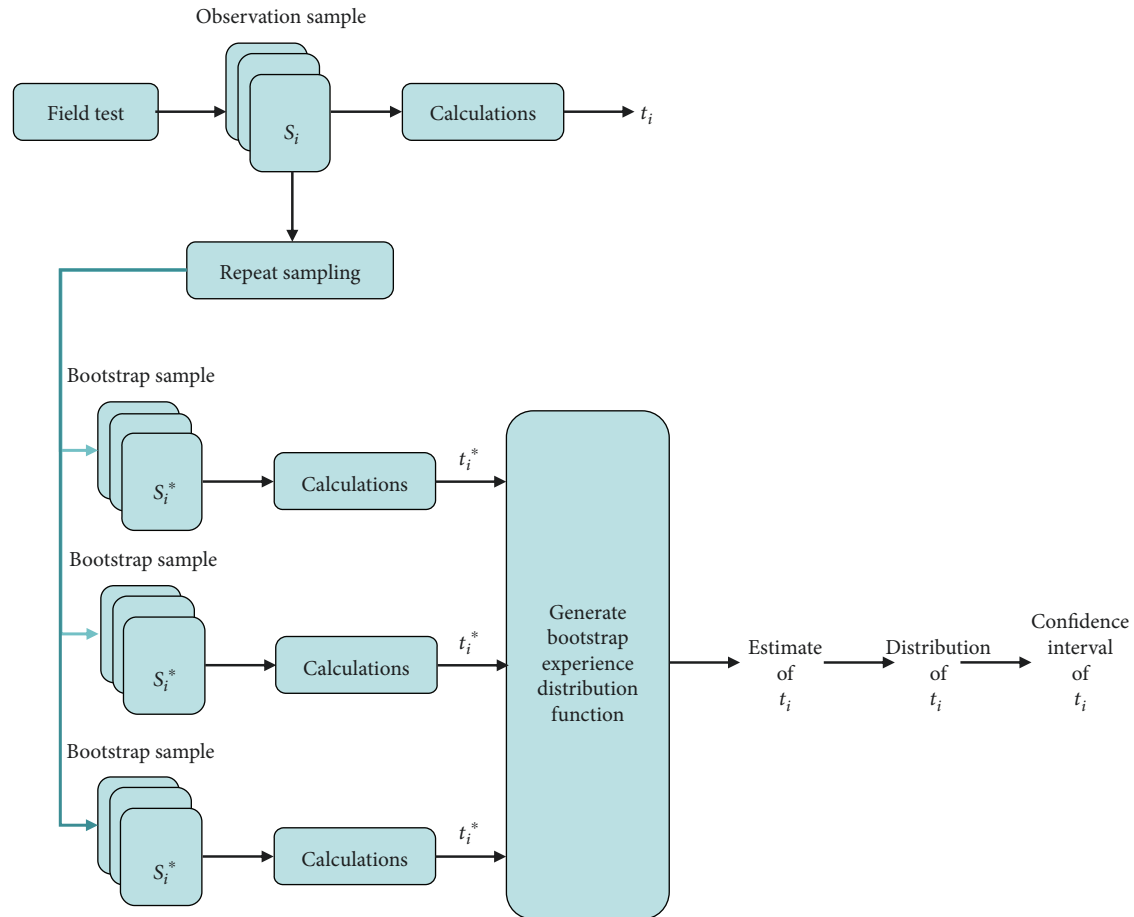 Observation sample
Field test
S_i
Calculations
t_i
Repeat sampling
Bootstrap sample
S_i*
Calculations
t_i*
Bootstrap sample
S_i*
Calculations
t_i*
Bootstrap sample
S_i*
Calculations
t_i*
Generate
bootstrap
experience
distribution
function
Estimate
of
t_i
Distribution
of
t_i
Confidence
interval
of
t_i